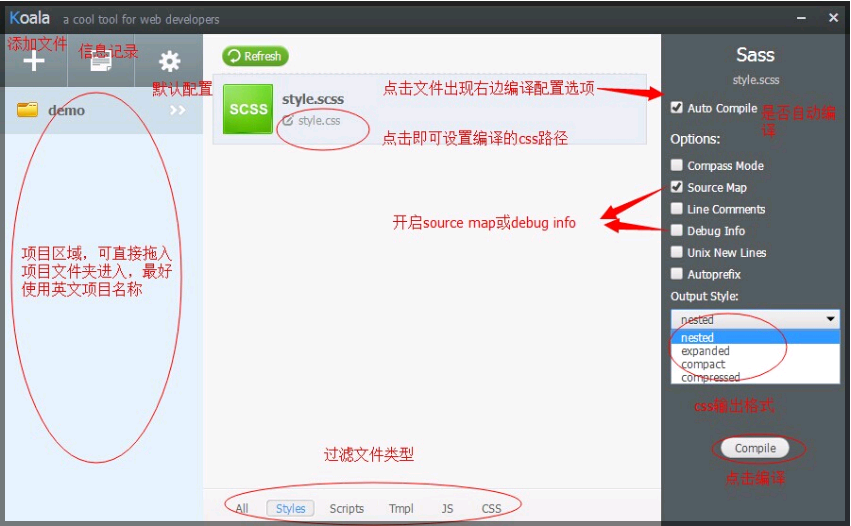 Koala a cool tool for web developers
添加文件
信息记录
默认配置
demo
项目区域，可直接拖入
项目文件夹进入，最好
使用英文项目名称
Refresh
SCSS
style.scss
style.css
点击文件出现右边编译配置选项
点击即可设置编译的css路径
开启source map或debug info
过滤文件类型
All Styles Scripts Tmpl JS CSS
Sass
style.scss
Auto Compile
是否自动编
译
Options:
Compass Mode
Source Map
Line Comments
Debug Info
Unix New Lines
Autoprefix
Output Style:
nested
nested
expanded
compact
compressed
css输出格式
Compile
点击编译